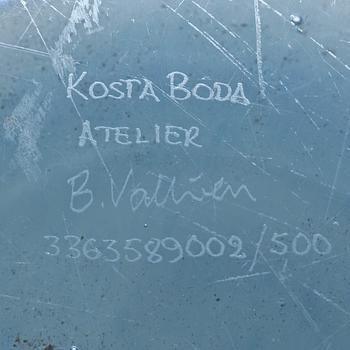 KOSTA BODA
ATELIER
B. Vallien
3363589002/500